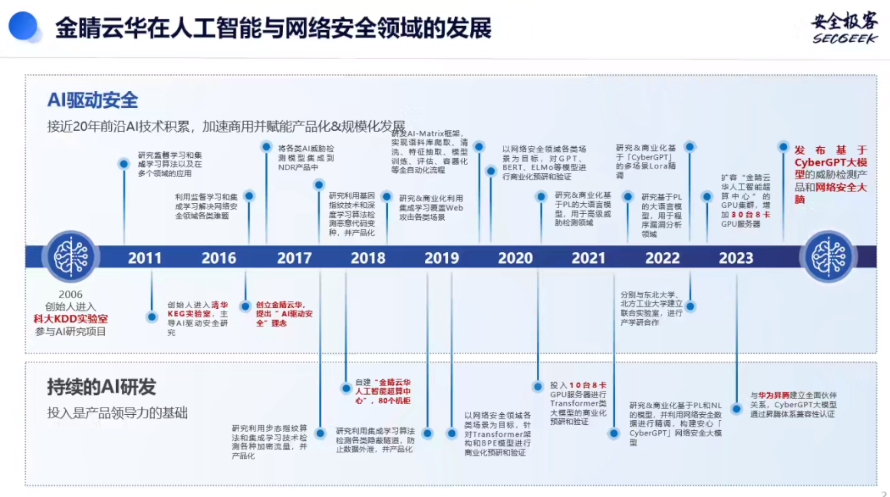 金睛云华在人工智能与网络安全领域的发展
安全极客
SECGEEK
AI驱动安全
接近20年前沿AI技术积累，加速商用并赋能产品化&规模化发展
研究监督学习和集
成学习算法以及在
多个领域的应用
利用监督学习和集
成学习解决网络安
全领域各类难题
将各类AI威胁检
测模型集成到
NDR产品中
研究利用基因
指纹技术和深
度学习算法检
测恶意代码变
种，并产品化
研发AI-Matrix框架，
实现语料库爬取、清
洗、特征抽取、模型
训练、评估、容器化
等全自动化流程
研究&商业化利用
集成学习覆盖Web
攻击各类场景
以网络安全领域各类场
景为目标，对GPT、
BERT、ELMo等模型进
行商业化预研和验证
研究&商业化基
于PL的大语言模
型，用于高级威
胁检测领域
研究&商业化基
于「CyberGPT」
的多场景Lora精
调
研究基于PL
的大语言模
型，用于程
序漏洞分析
领域
扩容“金睛云
华人工智能超
算中心”的
GPU集群，增
加30台8卡
GPU服务器
发布基于
CyberGPT大模
型的威胁检测产
品和网络安全大
脑
2011
2016
2017
2018
2019
2020
2021
2022
2023
2006
创始人进入
科大KDD实验室
参与AI研究项目
创始人进入清华
KEG实验室，主
导AI驱动安全研
究
创立金睛云华，
提出“AI驱动安
全”理念
分别与东北大学、
北方工业大学建立
联合实验室，进行
产学研合作
持续的AI研发
投入是产品领导力的基础
研究利用步态指纹算
法和集成学习技术检
测各种加密流量，并
产品化
自建“金睛云华
人工智能超算中
心”，80个机柜
研究利用集成学习算法
检测各类隐蔽隧道，防
止数据外泄，并产品化
以网络安全领域各
类场景为目标，针
对Transformer架
构和BPE模型进行
商业化预研和验证
投入10台8卡
GPU服务器进行
Transformer类
大模型的商业化
预研和验证
研究&商业化基于PL和NL
的模型，并利用网络安全数
据进行精调，构建安心「
CyberGPT」网络安全大模
型
与华为昇腾建立全面伙伴
关系，CyberGPT大模型
通过昇腾体系兼容性认证
2